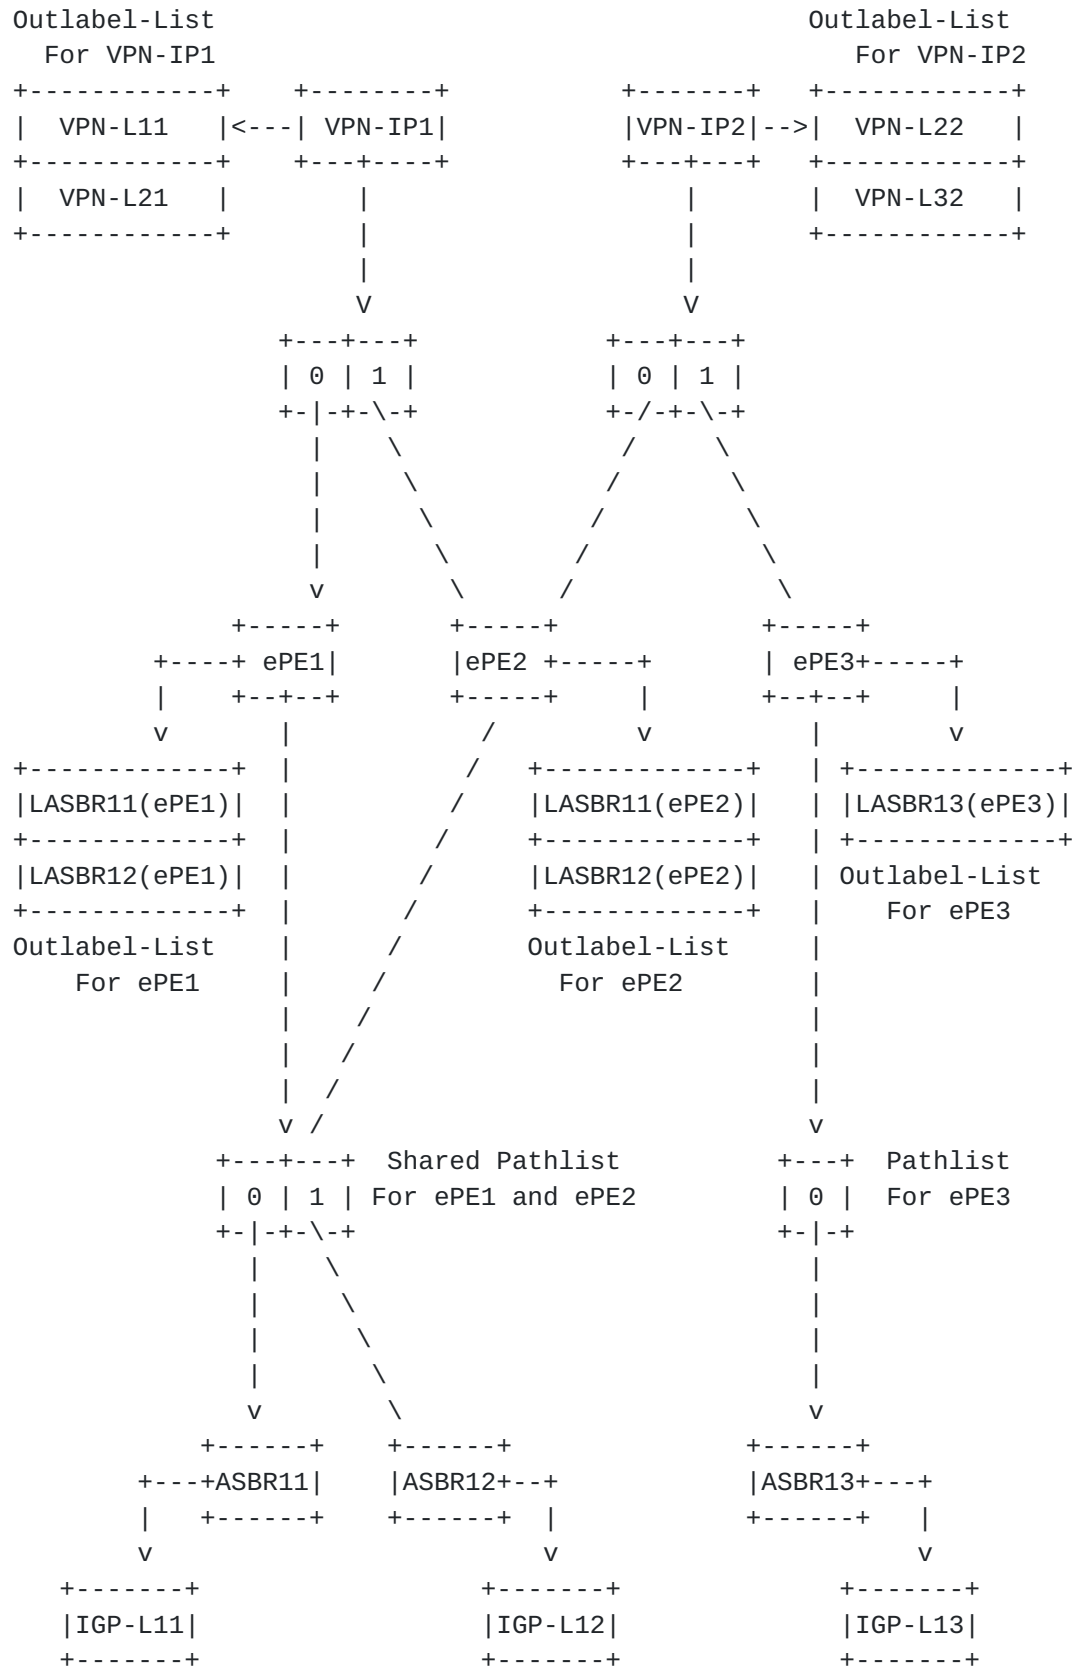 Outlabel-List                                      Outlabel-List
  For VPN-IP1                                         For VPN-IP2
+------------+    +--------+           +-------+   +------------+
|  VPN-L11   |<---| VPN-IP1|           |VPN-IP2|-->|  VPN-L22   |
+------------+    +---+----+           +---+---+   +------------+
|  VPN-L21   |        |                    |       |  VPN-L32   |
+------------+        |                    |       +------------+
                      |                    |
                      V                    V
                 +---+---+            +---+---+
                 | 0 | 1 |            | 0 | 1 |
                 +-|-+-\-+            +-/-+-\-+
                   |    \              /     \
                   |     \            /       \
                   |      \          /         \
                   |       \        /           \
                   v        \      /             \
              +-----+       +-----+             +-----+
         +----+ ePE1|       |ePE2 +-----+       | ePE3+-----+
         |    +--+--+       +-----+     |       +--+--+     |
         v       |            /         v          |        v
+-------------+  |           /   +-------------+   | +-------------+
|LASBR11(ePE1)|  |          /    |LASBR11(ePE2)|   | |LASBR13(ePE3)|
+-------------+  |         /     +-------------+   | +-------------+
|LASBR12(ePE1)|  |        /      |LASBR12(ePE2)|   | Outlabel-List
+-------------+  |       /       +-------------+   |    For ePE3
Outlabel-List    |      /        Outlabel-List     |
    For ePE1     |     /           For ePE2        |
                 |    /                            |
                 |   /                             |
                 |  /                              |
                 v /                               v
             +---+---+  Shared Pathlist          +---+  Pathlist
             | 0 | 1 | For ePE1 and ePE2         | 0 |  For ePE3
             +-|-+-\-+                           +-|-+
               |    \                              |
               |     \                             |
               |      \                            |
               |       \                           |
               v        \                          v
            +------+    +------+               +------+
        +---+ASBR11|    |ASBR12+--+            |ASBR13+---+
        |   +------+    +------+  |            +------+   |
        v                         v                       v
   +-------+                  +-------+              +-------+
   |IGP-L11|                  |IGP-L12|              |IGP-L13|
   +-------+                  +-------+              +-------+